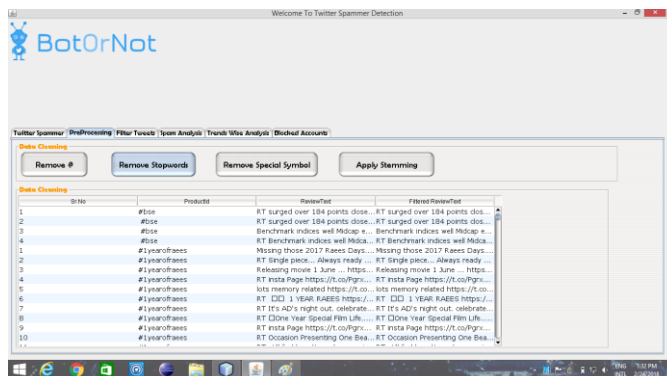 Welcome To Twitter Spammer Detection
BotOrNot
Twitter Spammer PreProcessing Filter Tweets Spam Analysis Trends Wise Analysis Blocked Accounts
Data Cleaning
Remove # Remove Stopwords Remove Special Symbol Apply Stemming
Data Cleaning
Sr.No ProductId ReviewText Filtered ReviewText
1 #bse RT surged over 184 points close... RT surged over 184 points clos...
2 #bse RT surged over 184 points dose... RT surged over 184 points clos...
3 #bse Benchmark indices well Midcap e... Benchmark indices well Midcap e...
4 #bse RT Benchmark indices well Midca... RT Benchmark indices well Midca...
1 #1yearofraees Missing those 2017 Raees Days.... Missing those 2017 Raees Days....
2 #1yearofraees RT Single piece... Always ready ... RT Single piece... Always ready ...
3 #1yearofraees Releasing movie 1 June ... https... Releasing movie 1 June ... https...
4 #1yearofraees RT insta Page https://t.co/Pgrx... RT insta Page https://t.co/Pgrx...
5 #1yearofraees lots memory related https://t.co... lots memory related https://t.co...
6 #1yearofraees RT □□ 1 YEAR RAEES https:/... RT □□ 1 YEAR RAEES https:/...
7 #1yearofraees RT It's AD's night out. celebrate... RT It's AD's night out. celebrate...
8 #1yearofraees RT □One Year Special Film Life..... RT □One Year Special Film Life.....
9 #1yearofraees RT insta Page https://t.co/Pgrx... RT insta Page https://t.co/Pgrx...
10 #1yearofraees RT Occasion Presenting One Bea... RT Occasion Presenting One Bea...
ENG 7:32 PM
INTL 2/24/2018